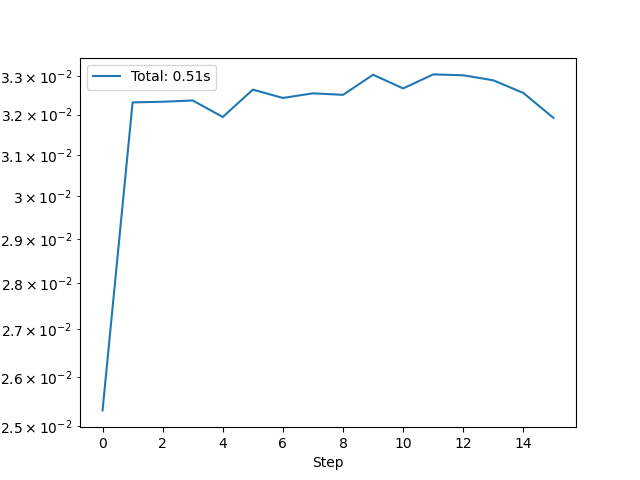 Total: 0.51s
3.3 × 10⁻²
3.2 × 10⁻²
3.1 × 10⁻²
3 × 10⁻²
2.9 × 10⁻²
2.8 × 10⁻²
2.7 × 10⁻²
2.6 × 10⁻²
2.5 × 10⁻²
0 2 4 6 8 10 12 14
Step